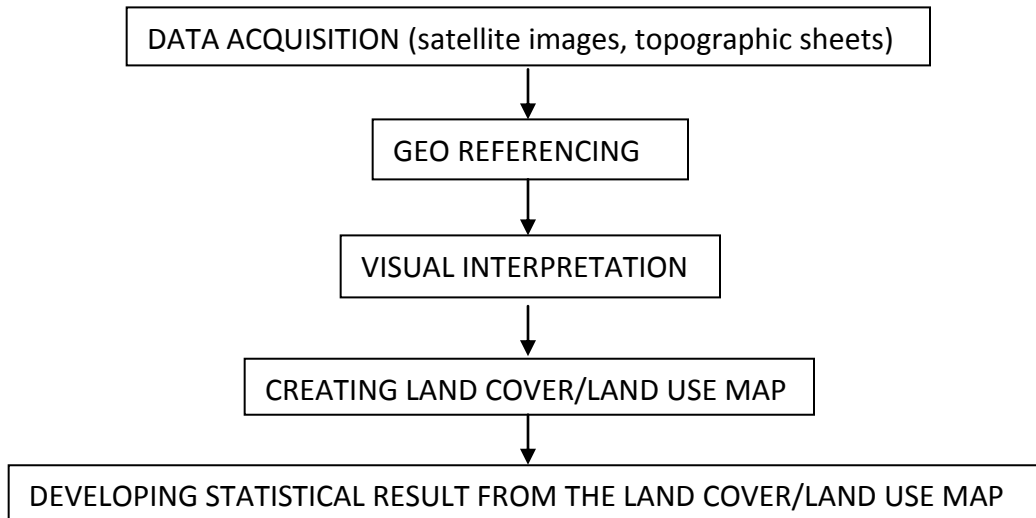 DATA ACQUISITION (satellite images, topographic sheets)
GEO REFERENCING
VISUAL INTERPRETATION
CREATING LAND COVER/LAND USE MAP
DEVELOPING STATISTICAL RESULT FROM THE LAND COVER/LAND USE MAP